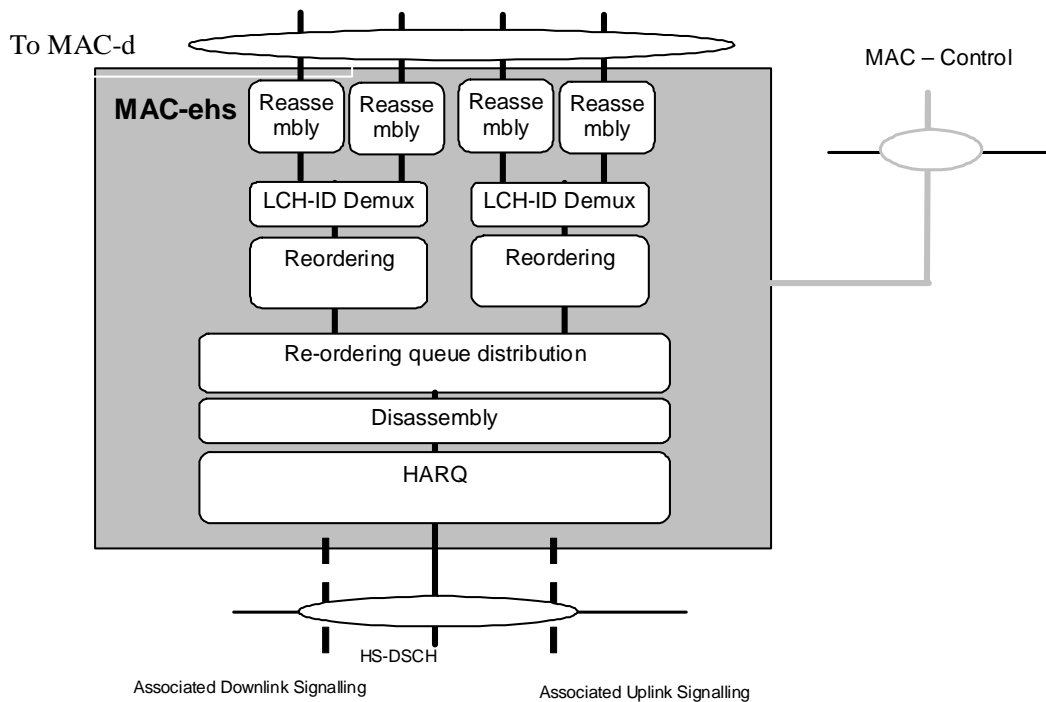 To MAC-d
MAC – Control
MAC-ehs
Reasse
mbly
Reasse
mbly
Reasse
mbly
Reasse
mbly
LCH-ID Demux
LCH-ID Demux
Reordering
Reordering
Re-ordering queue distribution
Disassembly
HARQ
HS-DSCH
Associated Downlink Signalling
Associated Uplink Signalling